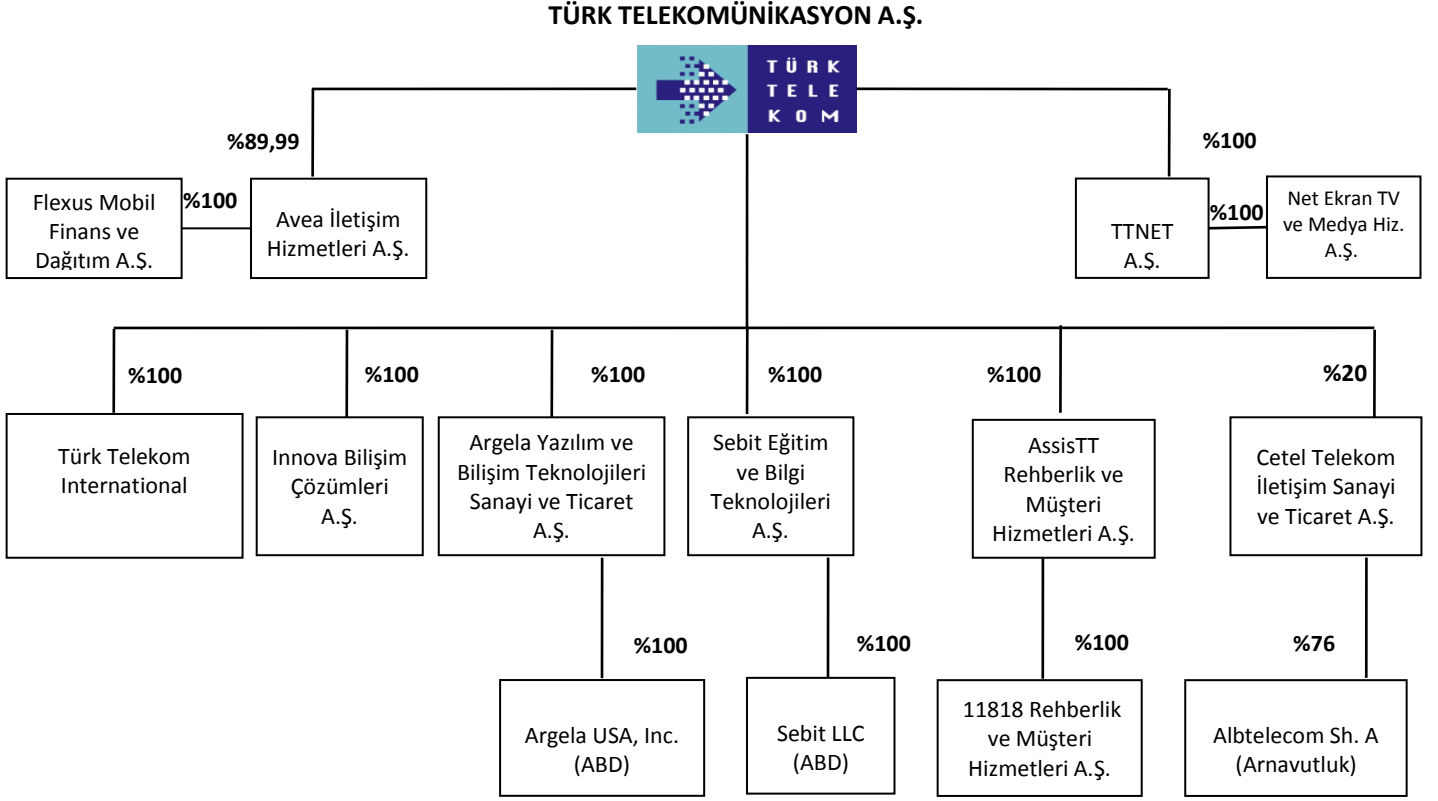 TÜRK TELEKOMÜNİKASYON A.Ş.
TÜRK
TELE
KOM
%89,99
%100
Flexus Mobil
Finans ve
Dağıtım A.Ş.
%100
Avea İletişim
Hizmetleri A.Ş.
TTNET
A.Ş.
%100
Net Ekran TV
ve Medya Hiz.
A.Ş.
%100
%100
%100
%100
%100
%20
Türk Telekom
International
Innova Bilişim
Çözümleri
A.Ş.
Argela Yazılım ve
Bilişim Teknolojileri
Sanayi ve Ticaret
A.Ş.
Sebit Eğitim
ve Bilgi
Teknolojileri
A.Ş.
AssisTT
Rehberlik ve
Müşteri
Hizmetleri A.Ş.
Cetel Telekom
İletişim Sanayi
ve Ticaret A.Ş.
%100
%100
%100
%76
Argela USA, Inc.
(ABD)
Sebit LLC
(ABD)
11818 Rehberlik
ve Müşteri
Hizmetleri A.Ş.
Albtelecom Sh. A
(Arnavutluk)